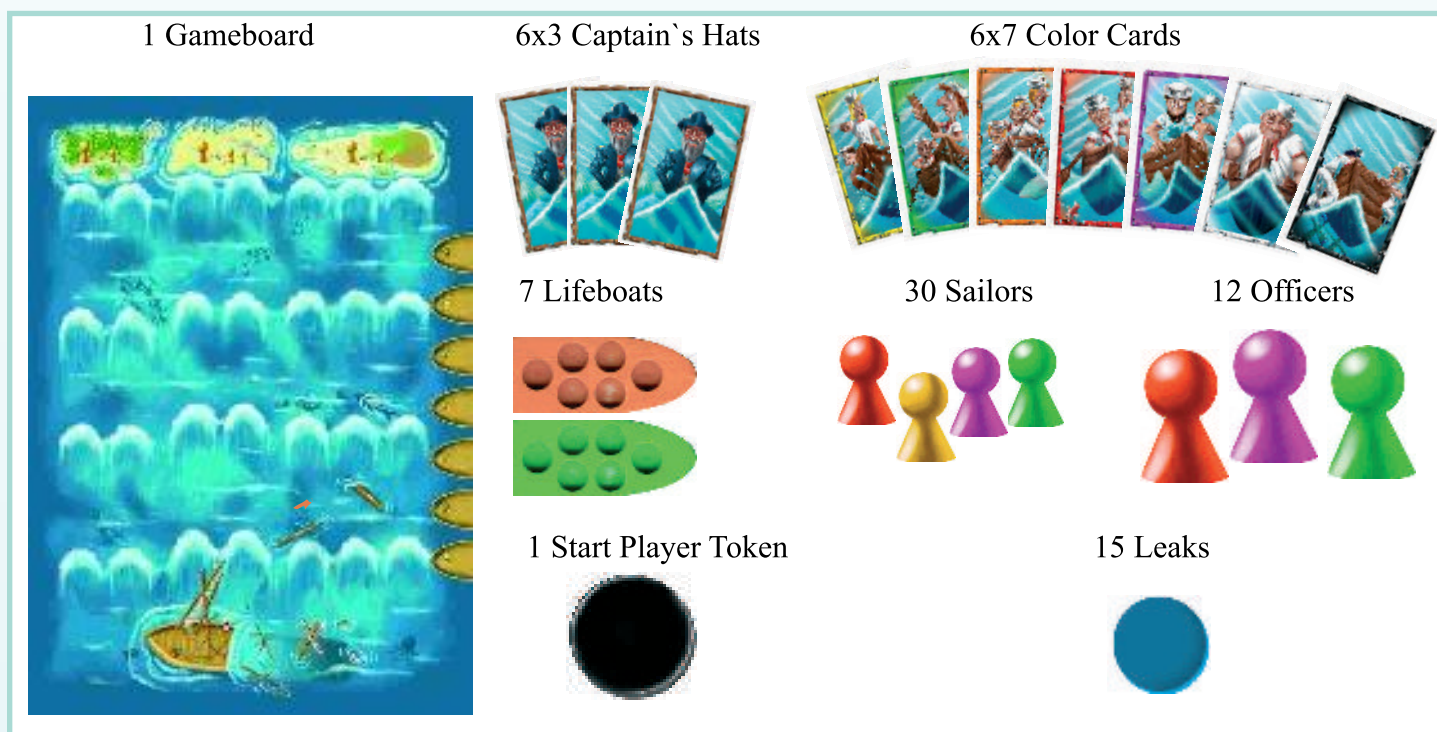 1 Gameboard
6x3 Captain`s Hats
6x7 Color Cards
7 Lifeboats
30 Sailors
12 Officers
1 Start Player Token
15 Leaks